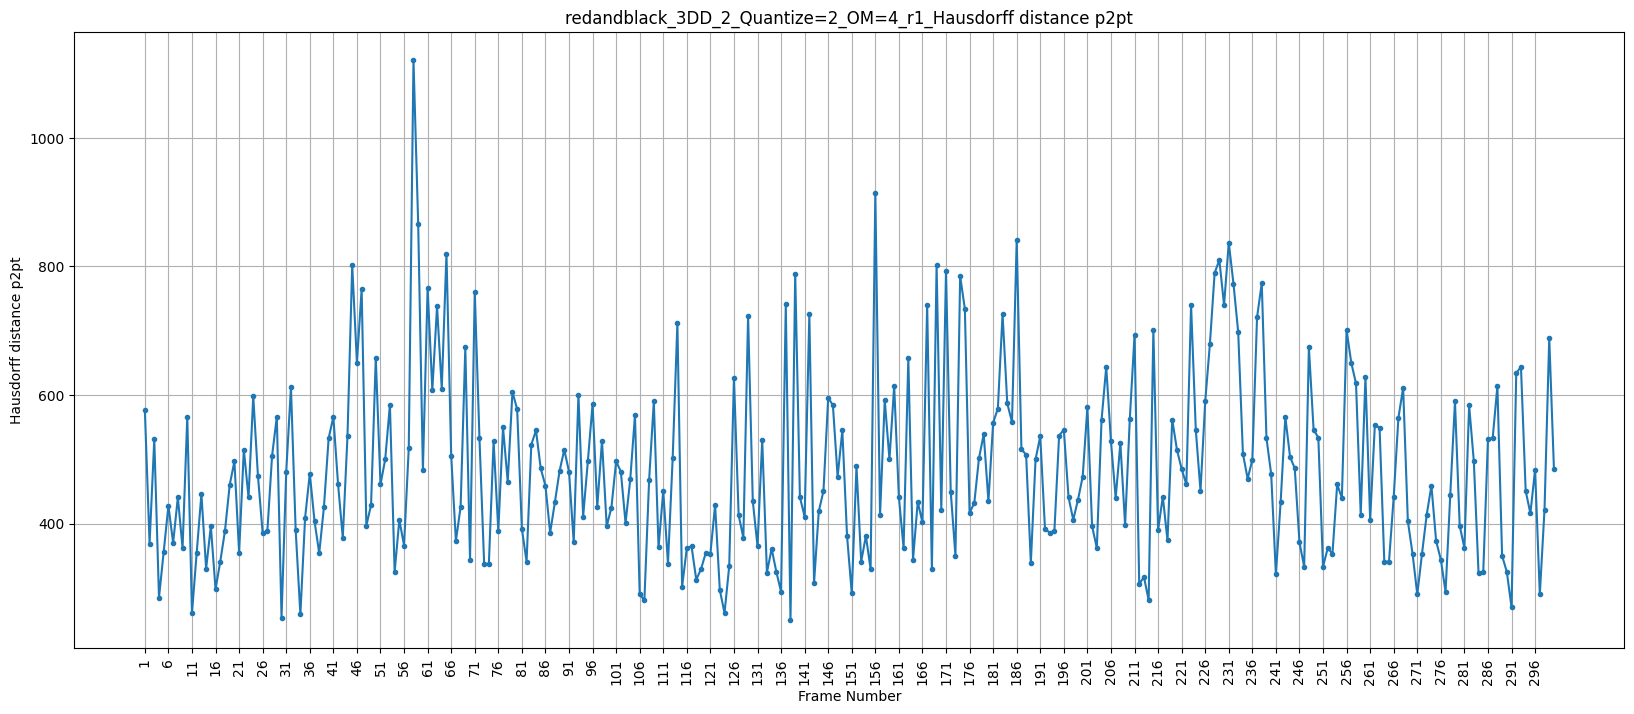 redandblack_3DD_2_Quantize=2_OM=4_r1_Hausdorff distance p2pt
Hausdorff distance p2pt
1000
800
600
400
1 6 11 16 21 26 31 36 41 46 51 56 61 66 71 76 81 86 91 96 101 106 111 116 121 126 131 136 141 146 151 156 161 166 171 176 181 186 191 196 201 206 211 216 221 226 231 236 241 246 251 256 261 266 271 276 281 286 291 296
Frame Number